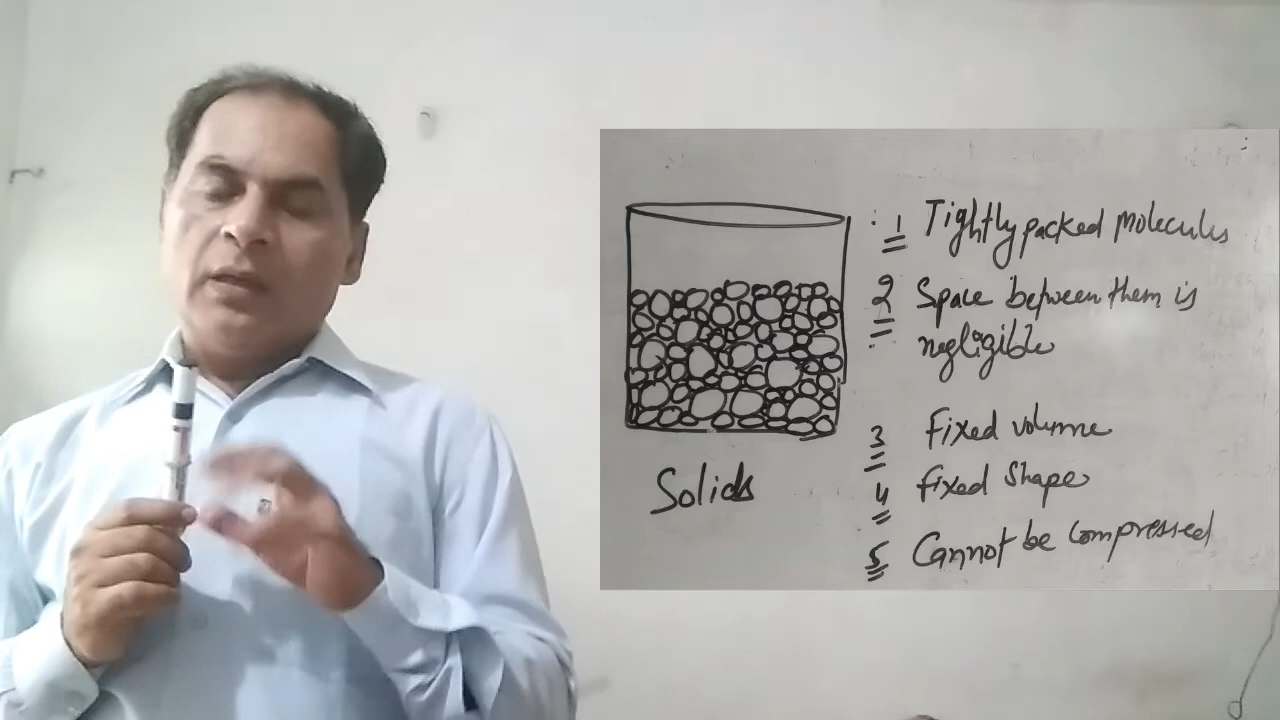 1 Tightly packed molecules
2 Space between them is
negligible
3 Fixed volume
4 Fixed Shape
5 Cannot be compressed
Solids